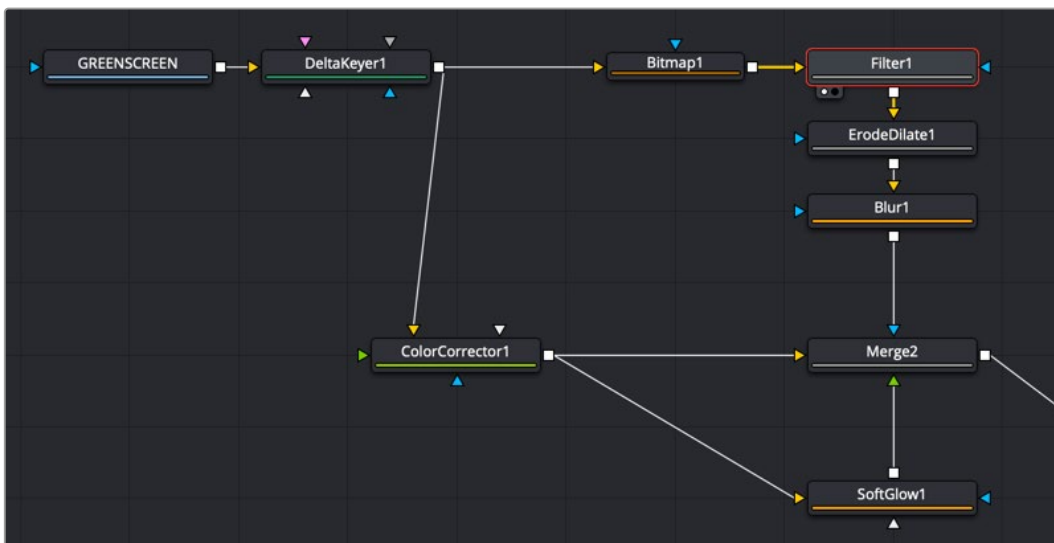 GREENSCREEN
DeltaKeyer1
Bitmap1
Filter1
ErodeDilate1
Blur1
ColorCorrector1
Merge2
SoftGlow1